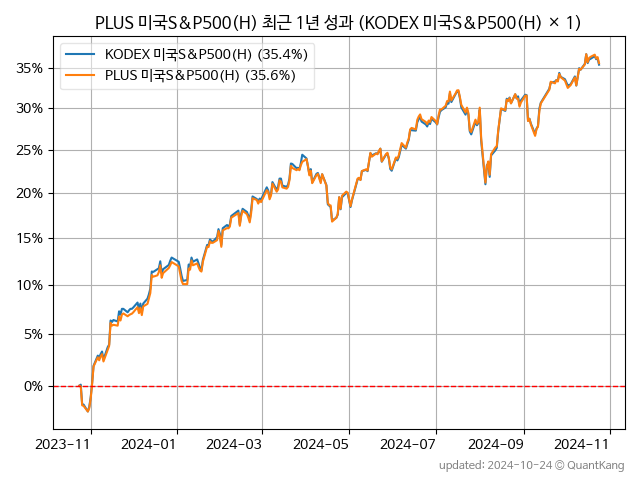 PLUS 미국S&P500(H) 최근 1년 성과 (KODEX 미국S&P500(H) × 1)
KODEX 미국S&P500(H) (35.4%)
PLUS 미국S&P500(H) (35.6%)
35%
30%
25%
20%
15%
10%
5%
0%
2023-11 2024-01 2024-03 2024-05 2024-07 2024-09 2024-11
updated: 2024-10-24 © QuantKang